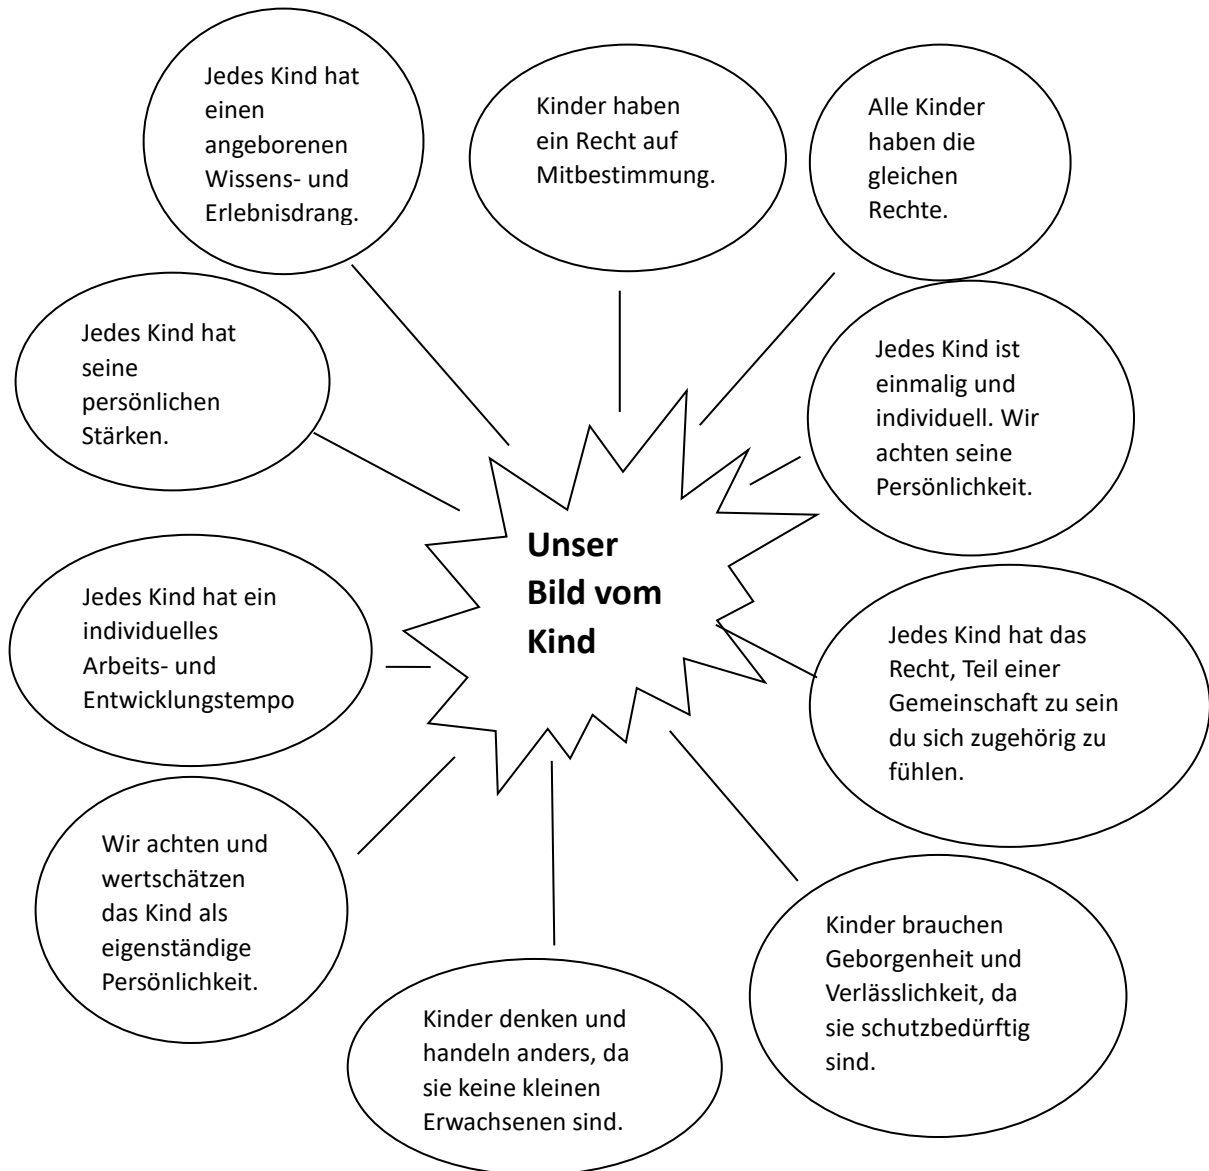 Jedes Kind hat
einen
angeborenen
Wissens- und
Erlebnisdrang.
Kinder haben
ein Recht auf
Mitbestimmung.
Alle Kinder
haben die
gleichen
Rechte.
Jedes Kind hat
seine
persönlichen
Stärken.
Jedes Kind ist
einmalig und
individuell. Wir
achten seine
Persönlichkeit.
Unser
Bild vom
Kind
Jedes Kind hat ein
individuelles
Arbeits- und
Entwicklungstempo
Jedes Kind hat das
Recht, Teil einer
Gemeinschaft zu sein
du sich zugehörig zu
fühlen.
Wir achten und
wertschätzen
das Kind als
eigenständige
Persönlichkeit.
Kinder brauchen
Geborgenheit und
Verlässlichkeit, da
sie schutzbedürftig
sind.
Kinder denken und
handeln anders, da
sie keine kleinen
Erwachsenen sind.